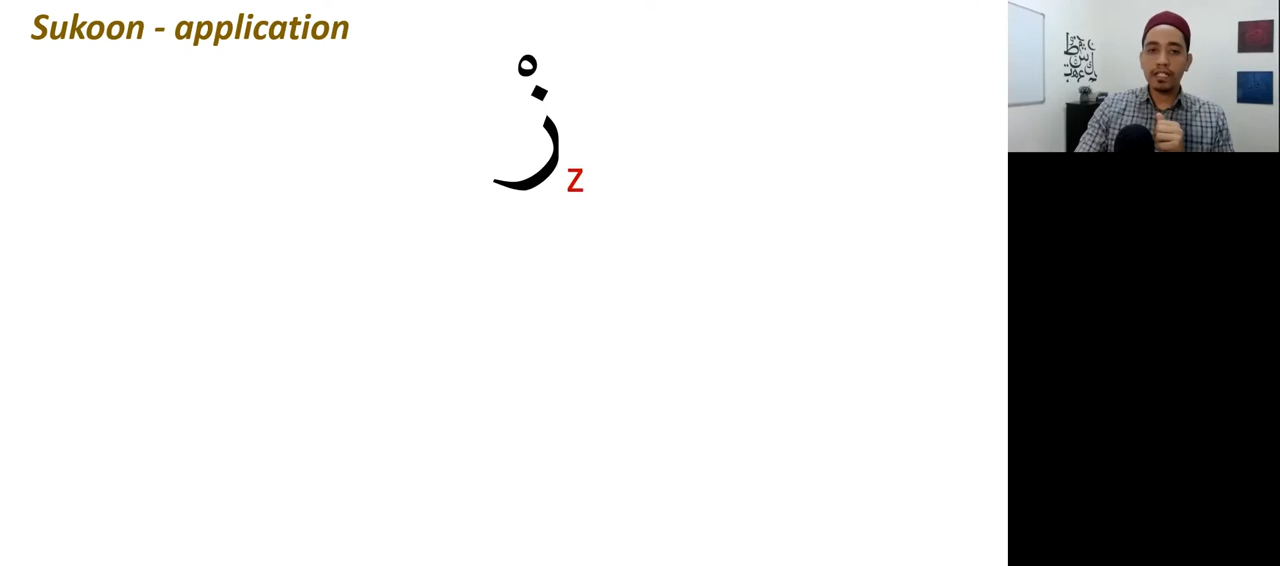 Sukoon - application
زْ
z